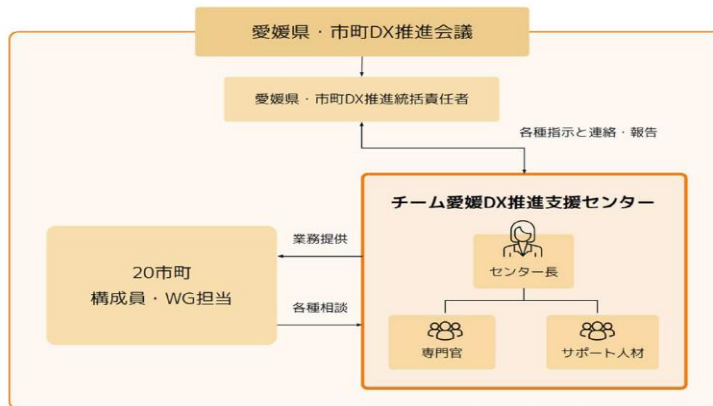 愛媛県・市町DX推進会議
愛媛県・市町DX推進統括責任者
各種指示と連絡・報告
チーム愛媛DX推進支援センター
センター長
専門官
サポート人材
業務提供
各種相談
20市町
構成員・WG担当